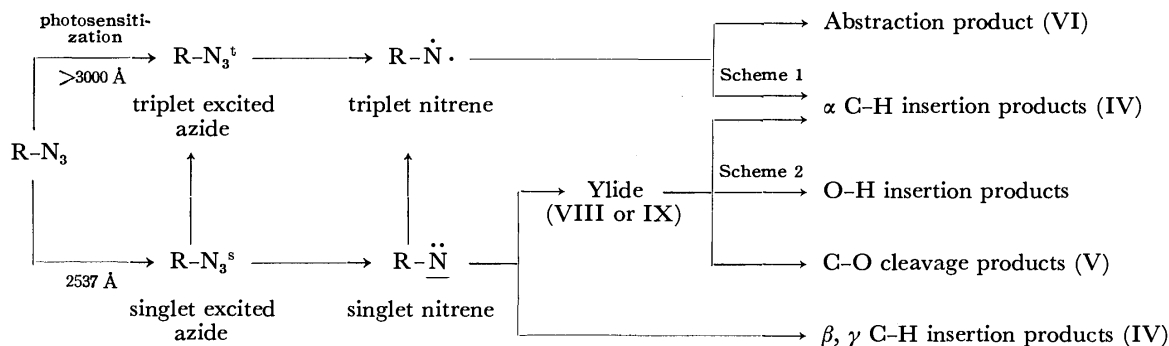 photosensiti-
zation
>3000 Å
R–N₃ᵗ
triplet excited
azide
R–Ṅ·
triplet nitrene
Abstraction product (VI)
Scheme 1
α C–H insertion products (IV)
R–N₃
Ylide
(VIII or IX)
Scheme 2
O–H insertion products
2537 Å
R–N₃ˢ
singlet excited
azide
R–N̲̈
singlet nitrene
C–O cleavage products (V)
β, γ C–H insertion products (IV)